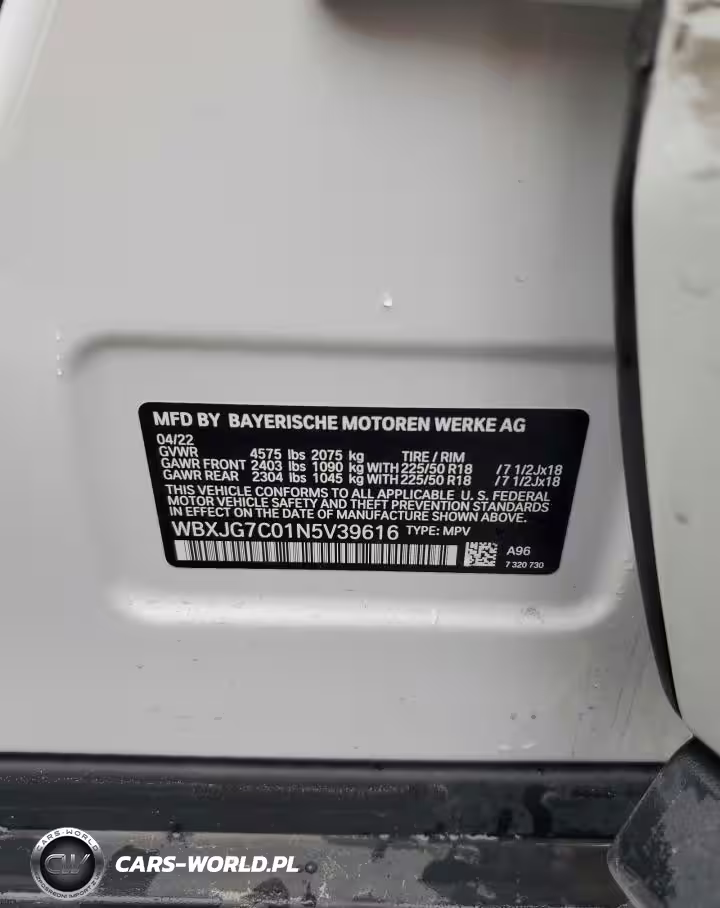 MFD BY BAYERISCHE MOTOREN WERKE AG
04/22
GVWR 4575 lbs 2075 kg TIRE / RIM
GAWR FRONT 2403 lbs 1090 kg WITH 225/50 R18 /7 1/2Jx18
GAWR REAR 2304 lbs 1045 kg WITH 225/50 R18 /7 1/2Jx18
THIS VEHICLE CONFORMS TO ALL APPLICABLE U. S. FEDERAL
MOTOR VEHICLE SAFETY AND THEFT PREVENTION STANDARDS
IN EFFECT ON THE DATE OF MANUFACTURE SHOWN ABOVE.
WBXJG7C01N5V39616 TYPE: MPV
A96
7 320 730
CARS-WORLD
CARS-WORLD.PL